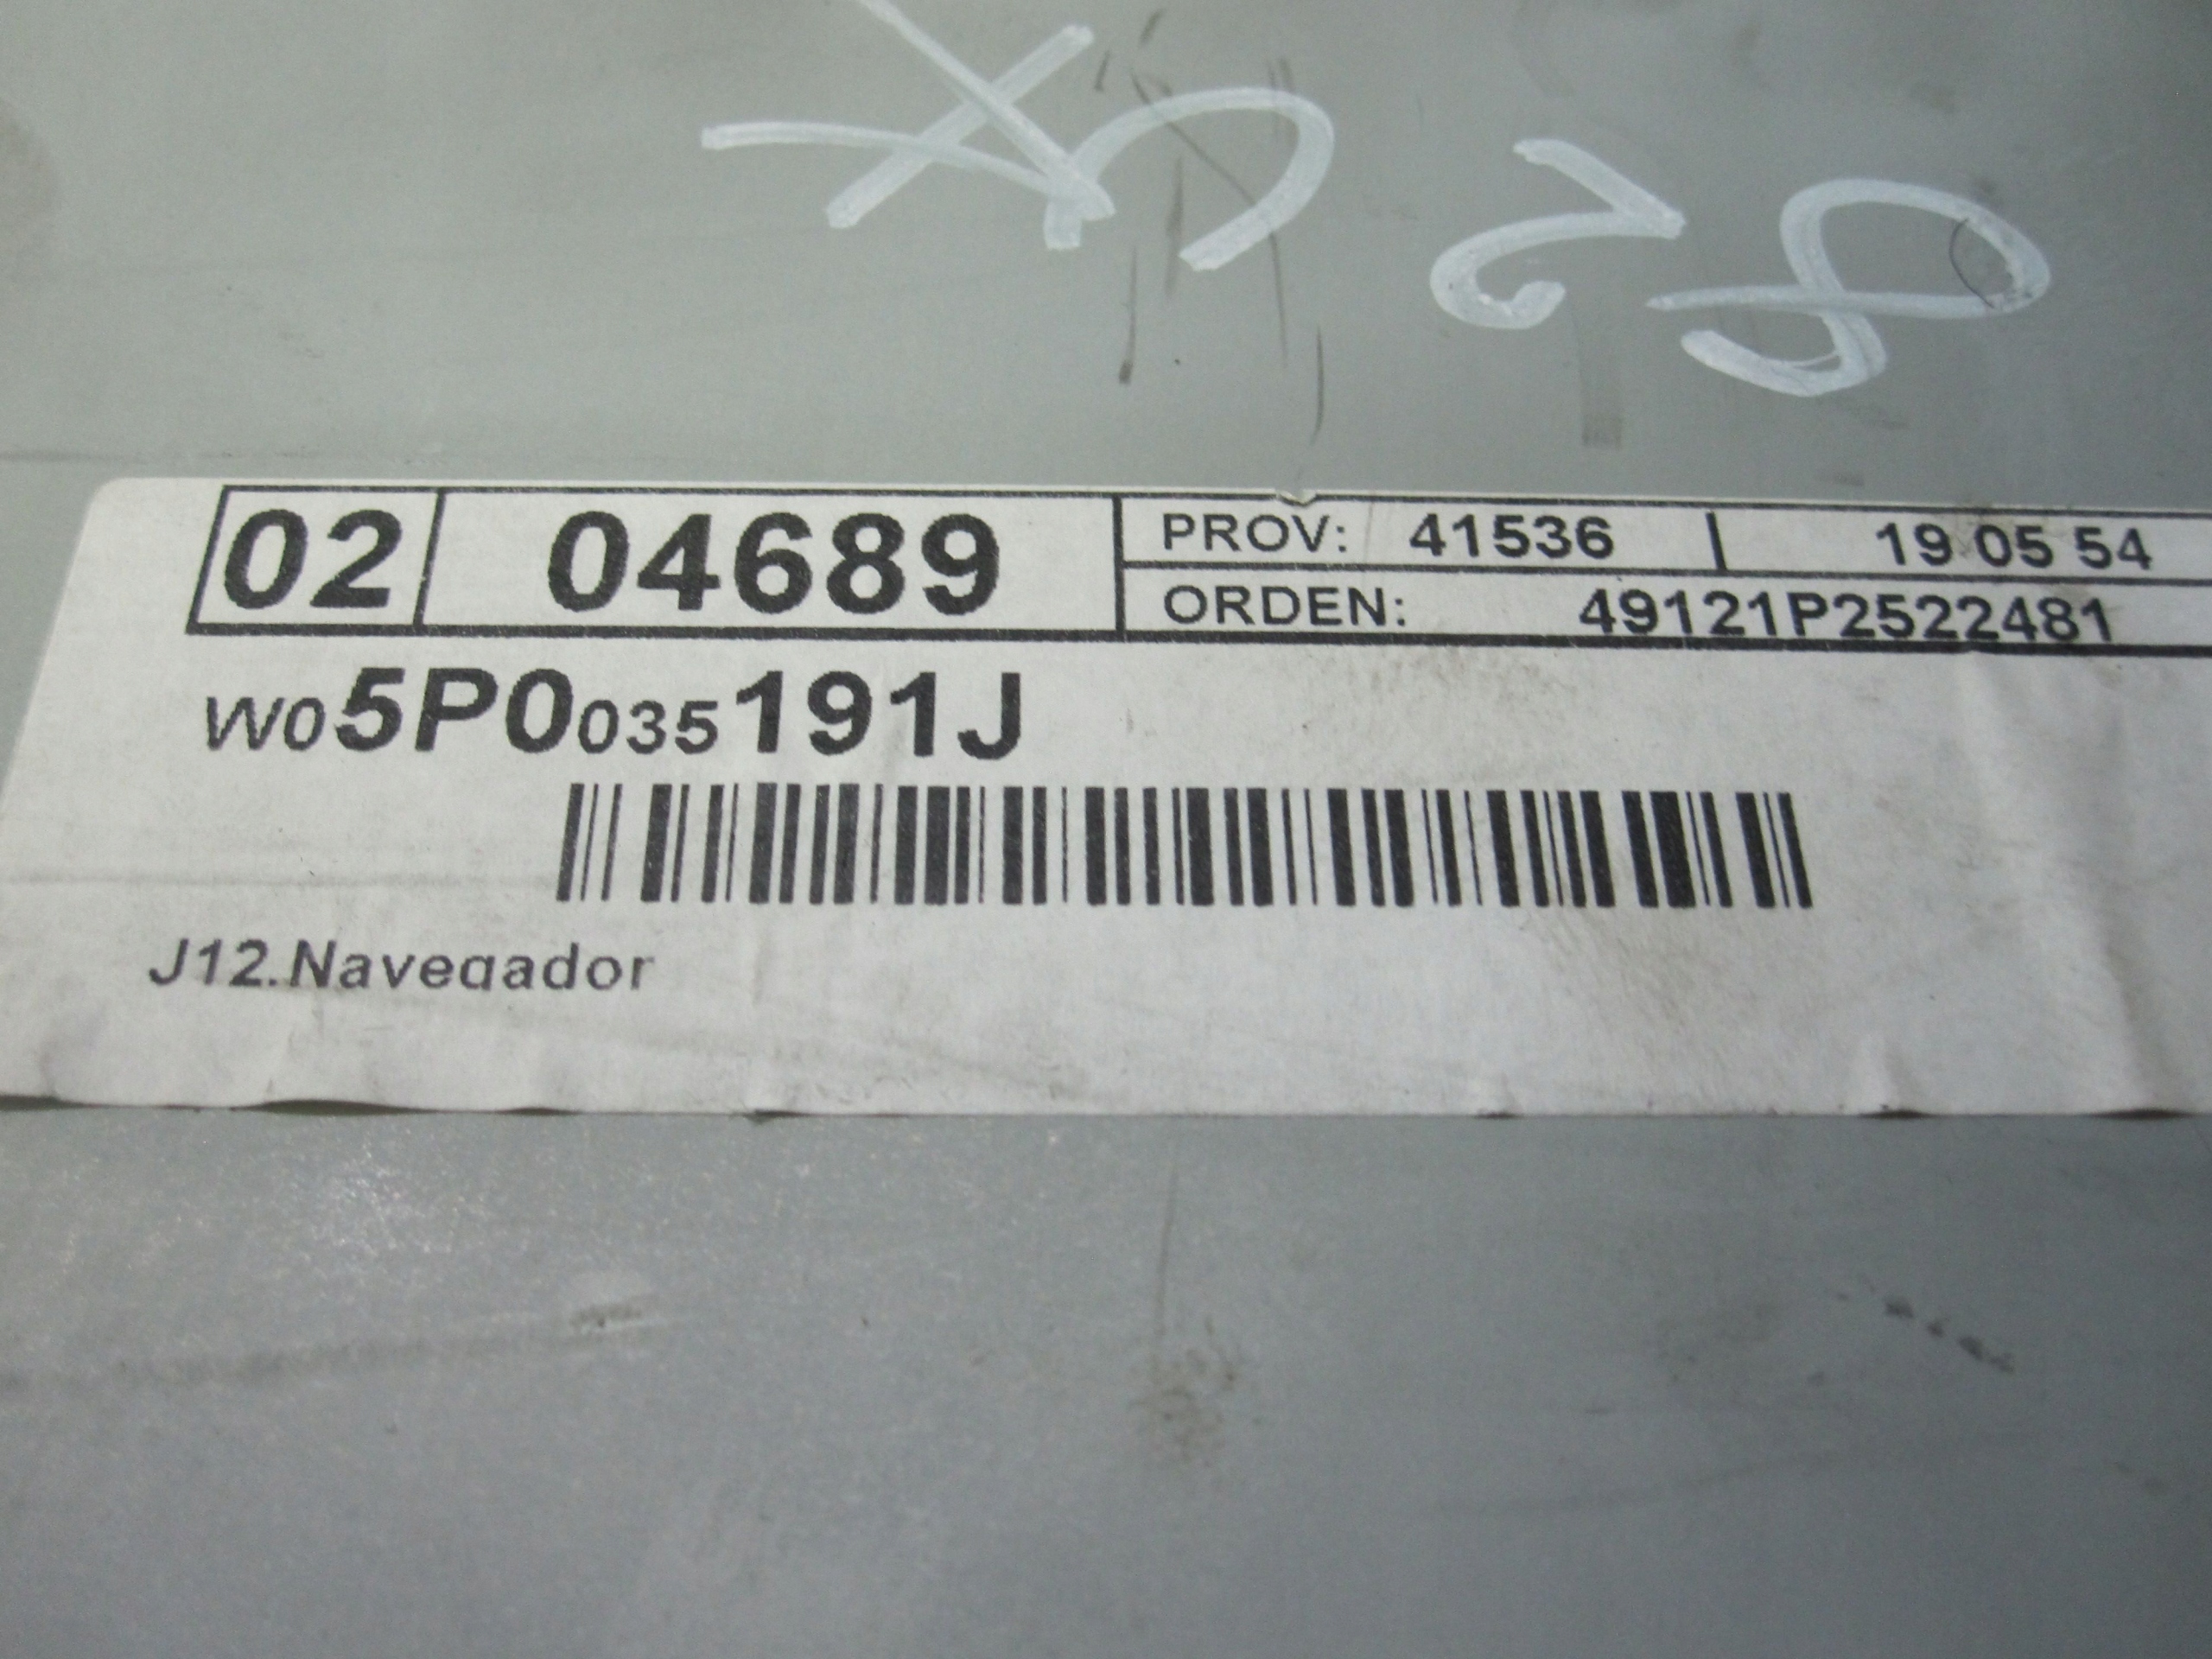 02 04689 PROV: 41536 | 19 05 54
ORDEN: 49121P2522481
W05P0035191J
J12.Navegador